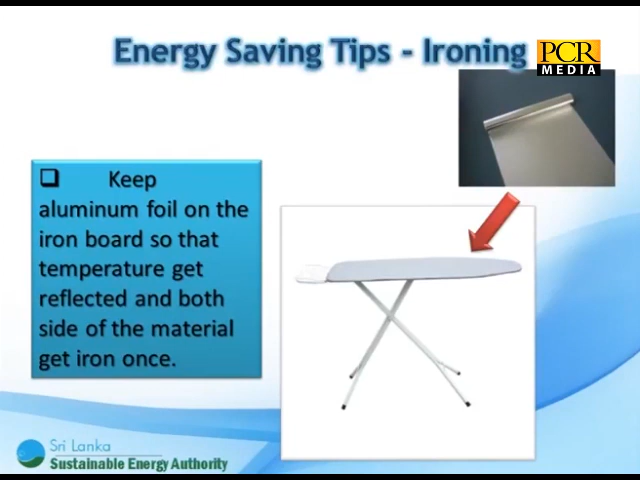 Energy Saving Tips - Ironing
PCR
MEDIA
❑ Keep
aluminum foil on the
iron board so that
temperature get
reflected and both
side of the material
get iron once.
Sri Lanka
Sustainable Energy Authority